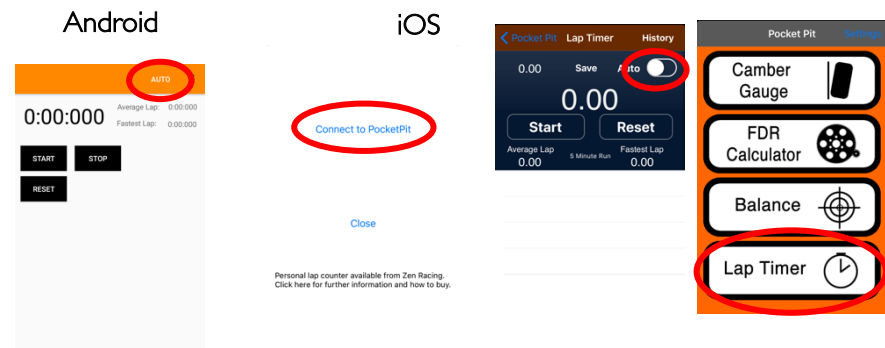 Android
AUTO
0:00:000
Average Lap: 0:00:000
Fastest Lap: 0:00:000
START STOP
RESET
iOS
Connect to PocketPit
Close
Personal lap counter available from Zen Racing.
Click here for further information and how to buy.
Pocket Pit Lap Timer History
0.00 Save Auto
0.00
Start Reset
Average Lap 5 Minute Run Fastest Lap
0.00 0.00
Pocket Pit Settings
Camber
Gauge
FDR
Calculator
Balance
Lap Timer